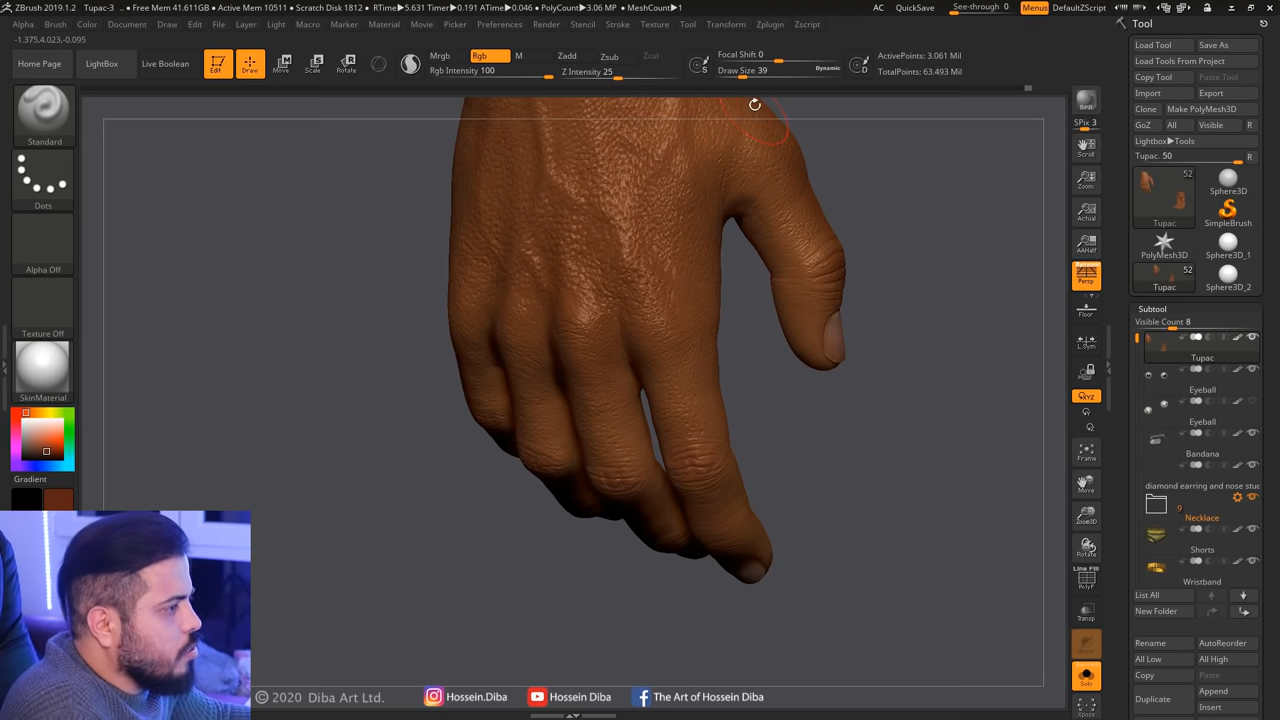 ZBrush 2019.1.2 Tupac-3 .. • Mem 41.611GB • Active Mem 10511 • Scratch Disk 1812 • RTime▶5.631 Timer▶0.191 ATime▶0.046 • PolyCount▶3.06 MP • MeshCount▶1 AC QuickSave See-through 0 Menus DefaultZScript
Alpha Brush Color Document Draw Edit File Layer Light Macro Marker Material Movie Picker Preferences Render Stencil Stroke Texture Tool Transform Zplugin Zscript
-1.375,4.023,-0.095
Home Page LightBox Live Boolean Edit Draw Move Scale Rotate
Mrgb Rgb M Zadd Zsub Zcut
Rgb Intensity 100 Z Intensity 25
Focal Shift 0
Draw Size 39 Dynamic
S D
ActivePoints: 3.061 Mil
TotalPoints: 63.493 Mil
Standard
Dots
Alpha Off
Texture Off
SkinMaterial
Gradient
BPR
SPix 3
Scroll
Zoom
Actual
AAHalf
Dynamic
Persp
Floor
L.Sym
XYZ
Frame
Move
Zoom3D
Rotate
Line Fill
PolyF
Transp
Solo
Xpose
Tool
Load Tool Save As
Load Tools From Project
Copy Tool Paste Tool
Import Export
Clone Make PolyMesh3D
GoZ All Visible R
Lightbox▶Tools
Tupac. 50 R
52
Tupac
Sphere3D
SimpleBrush
PolyMesh3D
Sphere3D_1
52
Tupac
Sphere3D_2
Subtool
Visible Count 8
Tupac
Eyeball
Eyeball
Bandana
diamond earring and nose stud
9
Necklace
Shorts
Wristband
List All
New Folder
Rename AutoReorder
All Low All High
Copy Paste
Duplicate Append
Insert
© 2020 Diba Art Ltd. Hossein.Diba Hossein Diba The Art of Hossein Diba